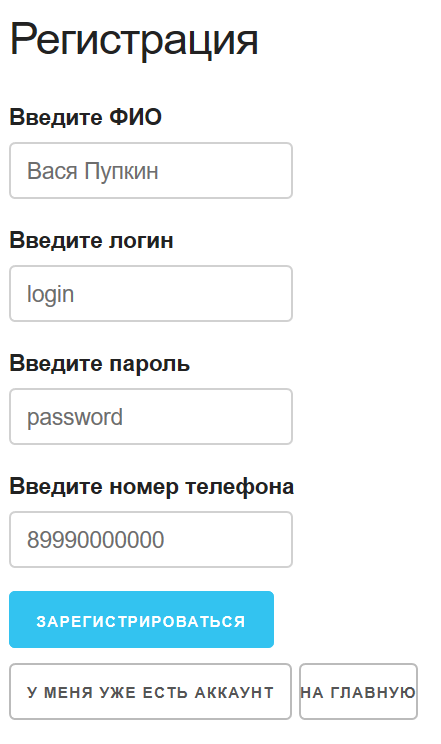 Регистрация
Введите ФИО
Вася Пупкин
Введите логин
login
Введите пароль
password
Введите номер телефона
89990000000
ЗАРЕГИСТРИРОВАТЬСЯ
У МЕНЯ УЖЕ ЕСТЬ АККАУНТ НА ГЛАВНУЮ